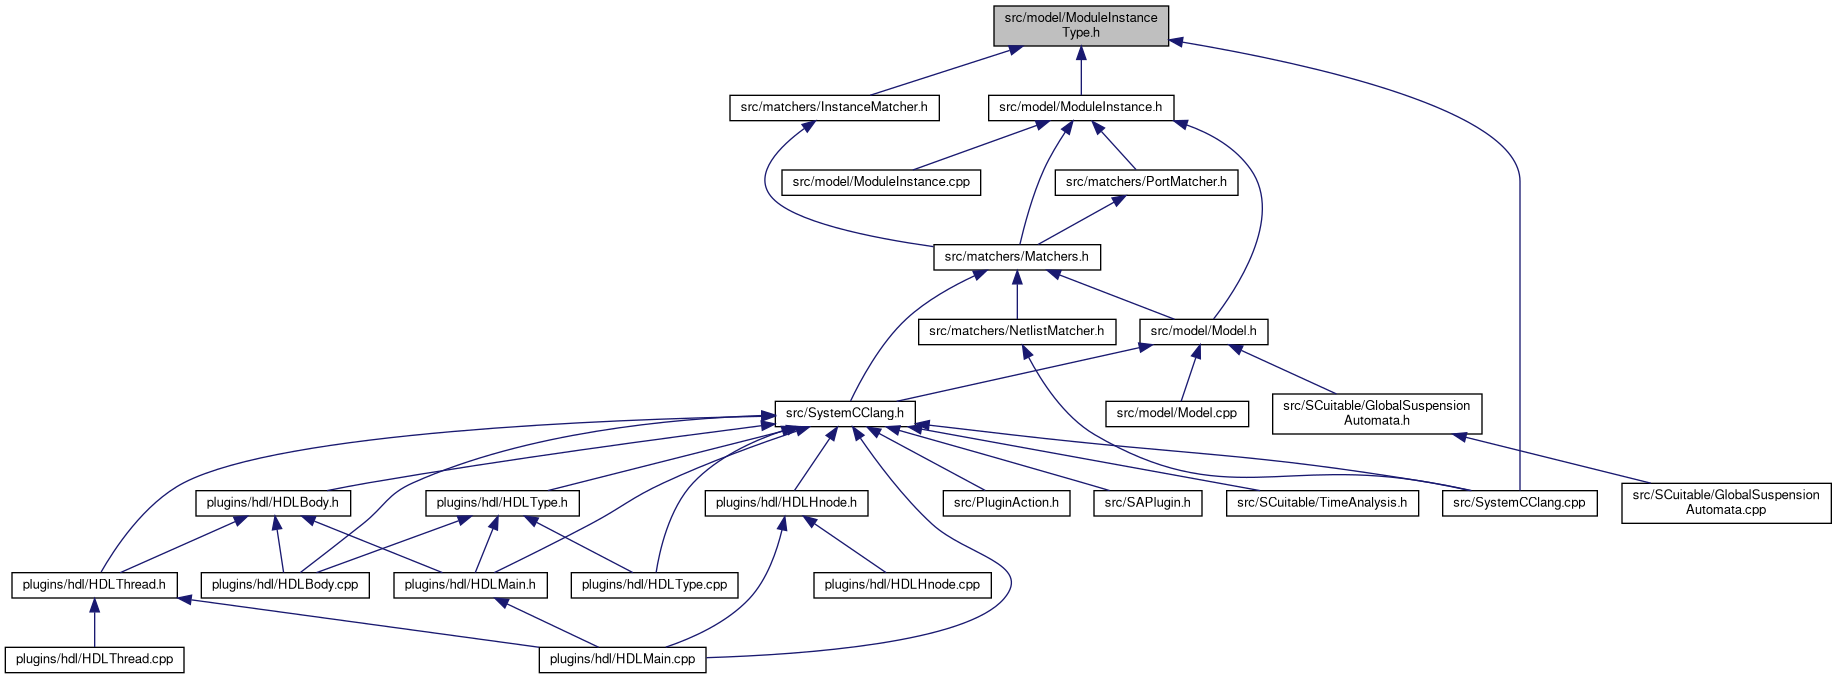 src/model/ModuleInstance
Type.h
src/matchers/InstanceMatcher.h
src/model/ModuleInstance.h
src/model/ModuleInstance.cpp
src/matchers/PortMatcher.h
src/matchers/Matchers.h
src/matchers/NetlistMatcher.h
src/model/Model.h
src/SystemCClang.h
src/model/Model.cpp
src/SCuitable/GlobalSuspension
Automata.h
plugins/hdl/HDLBody.h
plugins/hdl/HDLType.h
plugins/hdl/HDLHnode.h
src/PluginAction.h
src/SAPlugin.h
src/SCuitable/TimeAnalysis.h
src/SystemCClang.cpp
src/SCuitable/GlobalSuspension
Automata.cpp
plugins/hdl/HDLThread.h
plugins/hdl/HDLBody.cpp
plugins/hdl/HDLMain.h
plugins/hdl/HDLType.cpp
plugins/hdl/HDLHnode.cpp
plugins/hdl/HDLThread.cpp
plugins/hdl/HDLMain.cpp